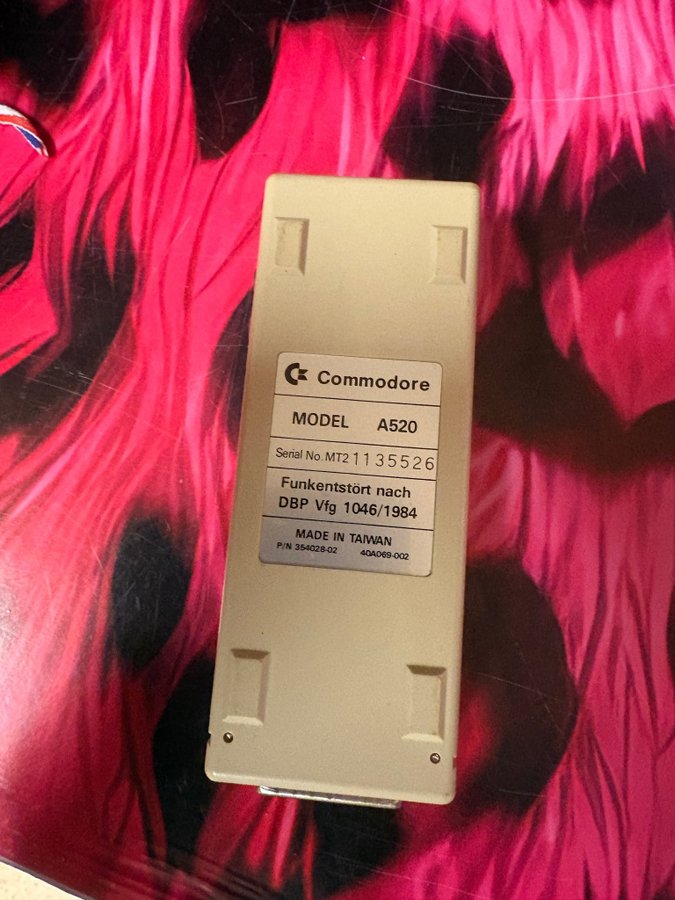 Commodore
MODEL A520
Serial No. MT2 1135526
Funkentstört nach
DBP Vfg 1046/1984
MADE IN TAIWAN
P/N 354028-02 40A069-002